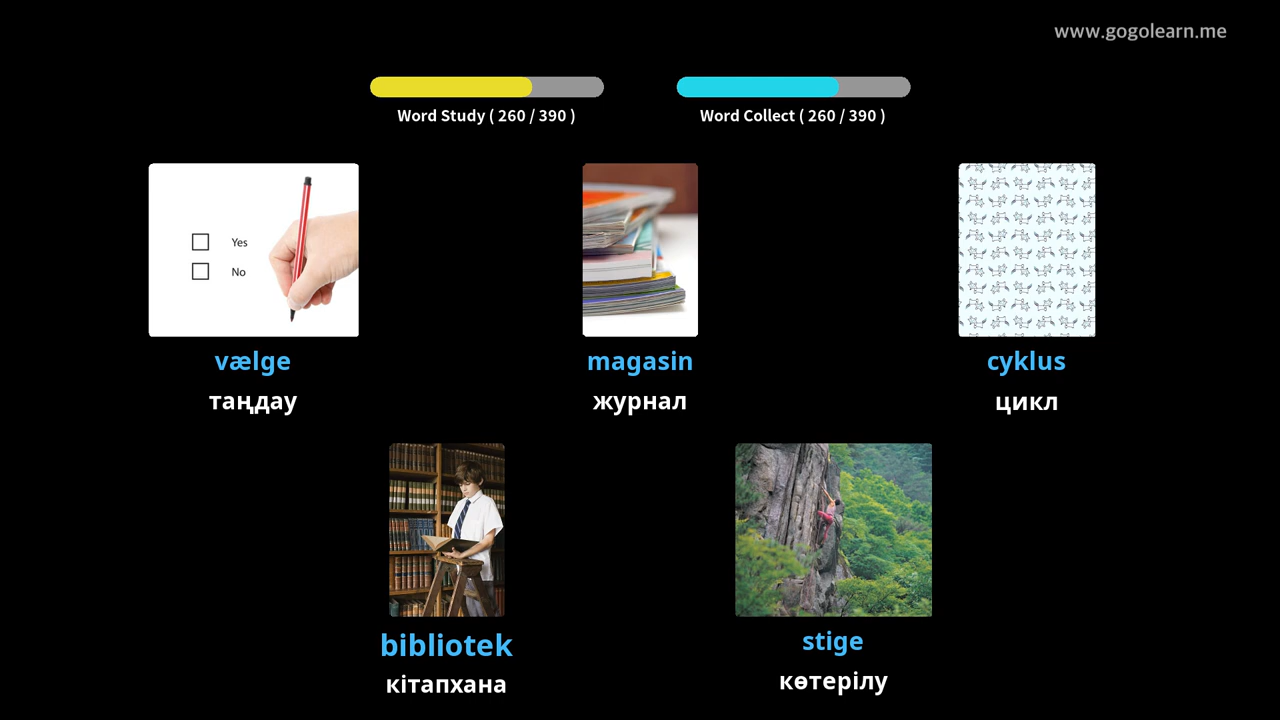 www.gogolearn.me
Word Study ( 260 / 390 )
Word Collect ( 260 / 390 )
Yes
No
vælge
таңдау
magasin
журнал
cyklus
цикл
bibliotek
кітапхана
stige
көтерілу